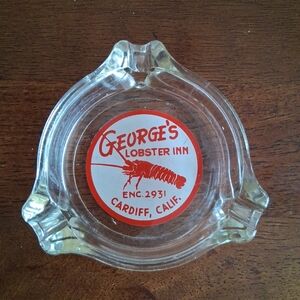 GEORGE'S
LOBSTER INN
ENC. 2931
CARDIFF, CALIF.